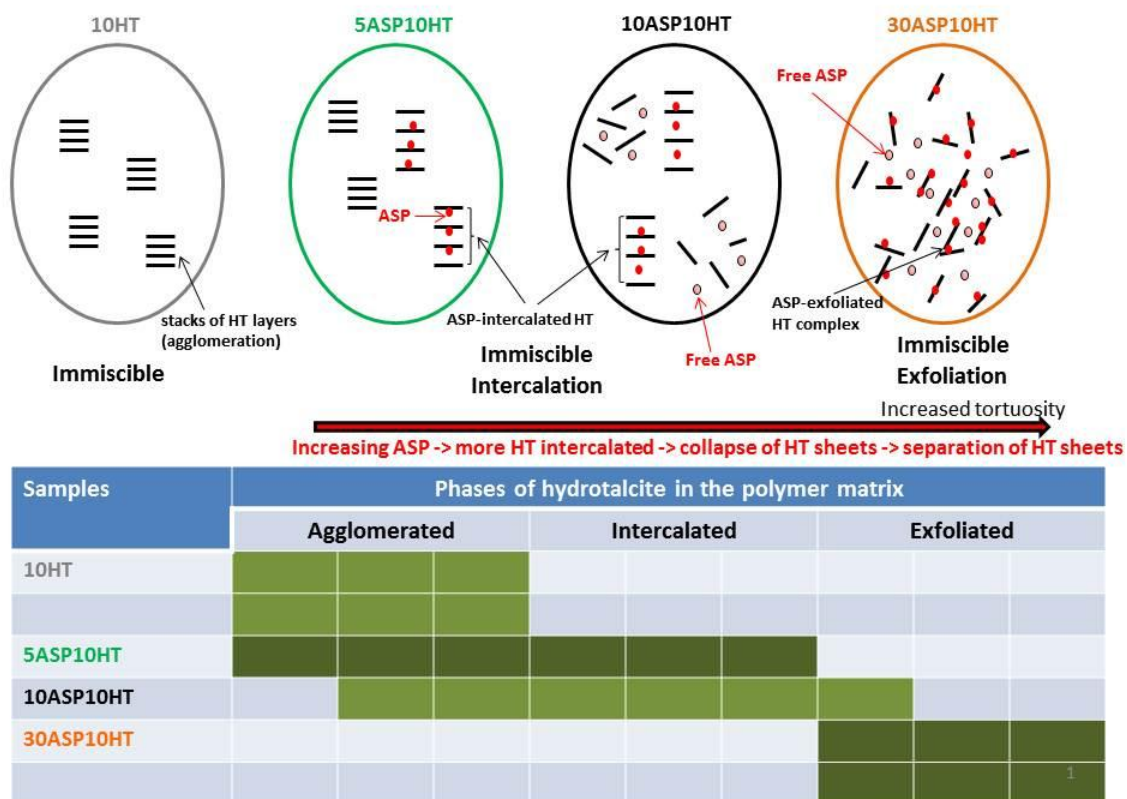 10HT
5ASP10HT
10ASP10HT
30ASP10HT
Free ASP
ASP
stacks of HT layers
(agglomeration)
ASP-intercalated HT
Free ASP
ASP-exfoliated
HT complex
Immiscible
Immiscible
Intercalation
Immiscible
Exfoliation
Increased tortuosity
Increasing ASP -> more HT intercalated -> collapse of HT sheets -> separation of HT sheets
Samples
Phases of hydrotalcite in the polymer matrix
Agglomerated
Intercalated
Exfoliated
10HT
5ASP10HT
10ASP10HT
30ASP10HT
1